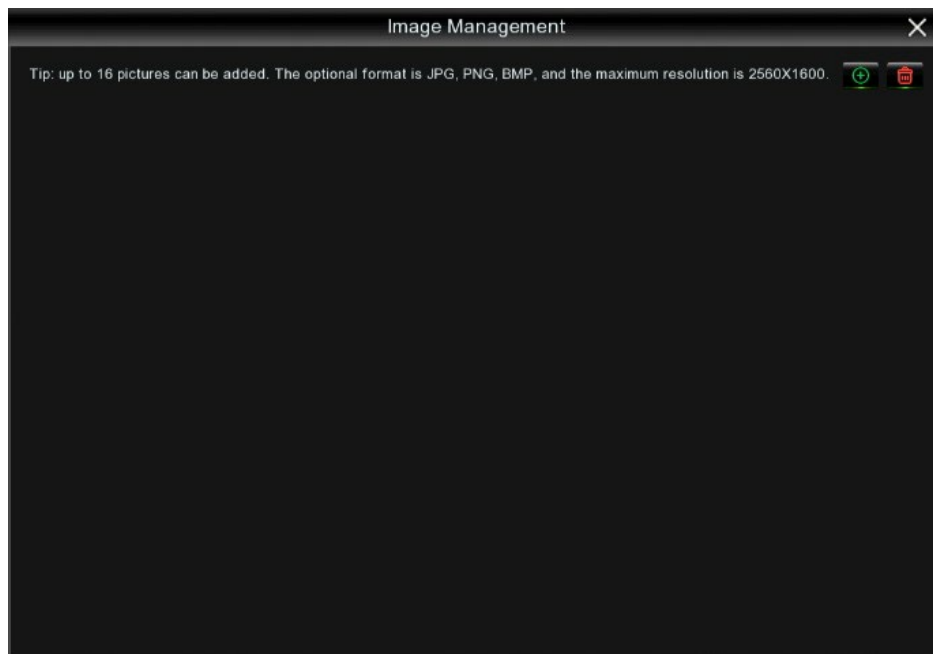 Image Management
Tip: up to 16 pictures can be added. The optional format is JPG, PNG, BMP, and the maximum resolution is 2560X1600.